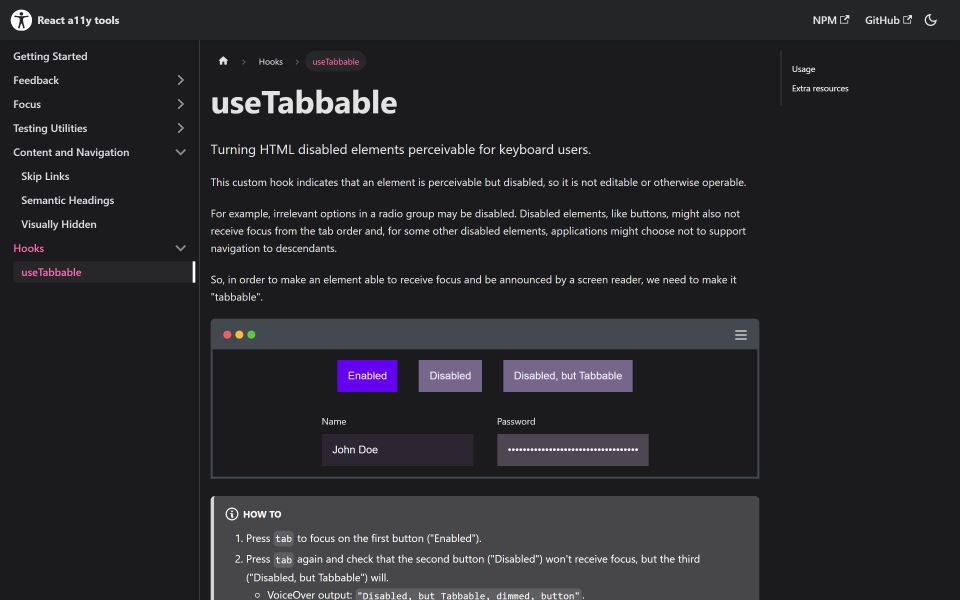 React a11y tools
NPM
GitHub
Getting Started
Feedback
Focus
Testing Utilities
Content and Navigation
Skip Links
Semantic Headings
Visually Hidden
Hooks
useTabbable
Hooks
useTabbable
useTabbable
Turning HTML disabled elements perceivable for keyboard users.
This custom hook indicates that an element is perceivable but disabled, so it is not editable or otherwise operable.
For example, irrelevant options in a radio group may be disabled. Disabled elements, like buttons, might also not
receive focus from the tab order and, for some other disabled elements, applications might choose not to support
navigation to descendants.
So, in order to make an element able to receive focus and be announced by a screen reader, we need to make it
"tabbable".
Enabled
Disabled
Disabled, but Tabbable
Name
Password
John Doe
••••••••••••••••••••••••••••••••••
HOW TO
1. Press tab to focus on the first button ("Enabled").
2. Press tab again and check that the second button ("Disabled") won't receive focus, but the third
("Disabled, but Tabbable") will.
VoiceOver output: "Disabled, but Tabbable, dimmed, button".
Usage
Extra resources